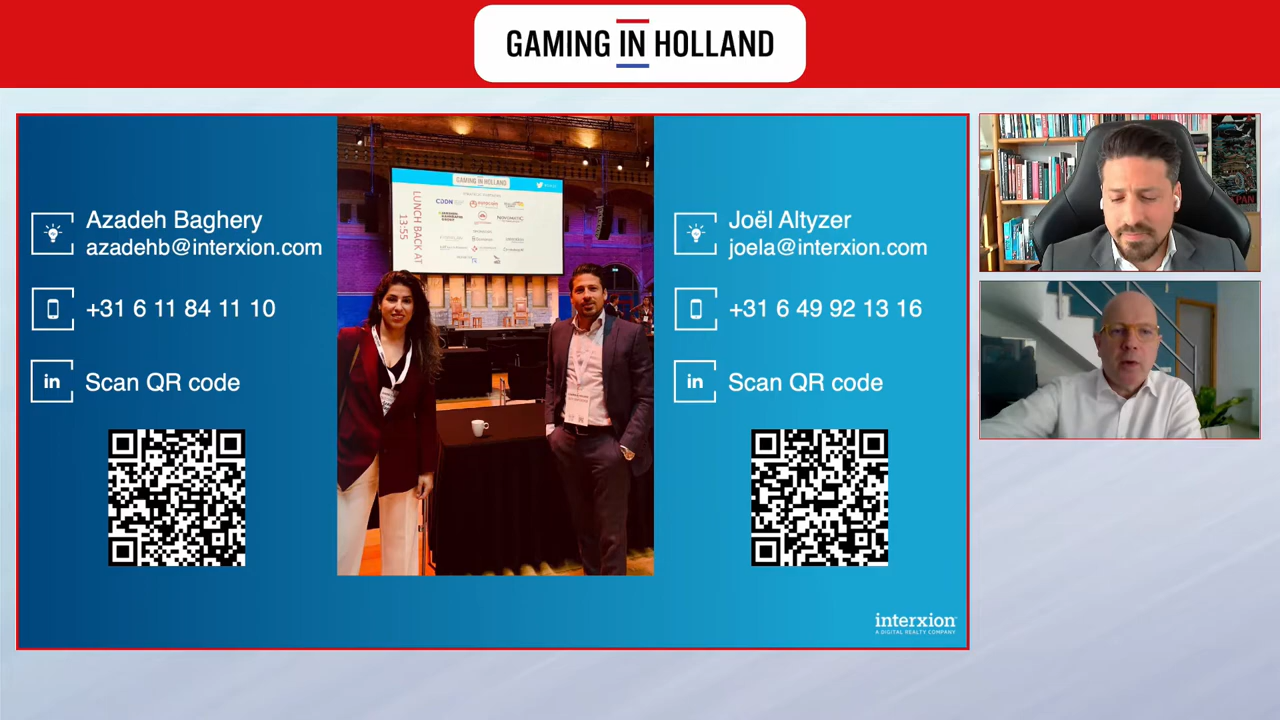 GAMING IN HOLLAND
Azadeh Baghery
azadehb@interxion.com
+31 6 11 84 11 10
in
Scan QR code
GAMING IN HOLLAND
LUNCH BACK AT
13:55
Joël Altyzer
joela@interxion.com
+31 6 49 92 13 16
in
Scan QR code
interxion
A DIGITAL REALTY COMPANY